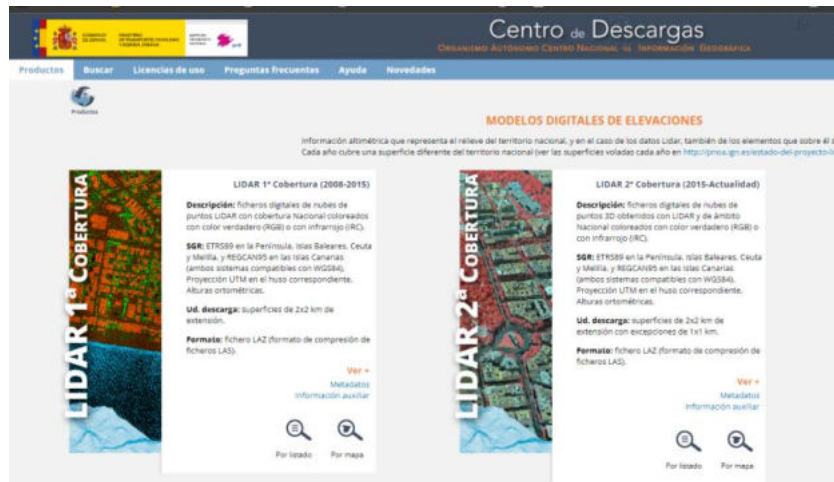 GOBIERNO DE ESPAÑA
MINISTERIO DE TRANSPORTES, MOVILIDAD Y AGENDA URBANA
Centro de Descargas
Organismo Autónomo Centro Nacional de Información Geográfica
Productos Buscar Licencias de uso Preguntas frecuentes Ayuda Novedades
Productos
MODELOS DIGITALES DE ELEVACIONES
Información altimétrica que representa el relieve del territorio nacional, y en el caso de los datos Lidar, también de los elementos que sobre él
Cada año cubre una superficie diferente del territorio nacional (ver las superficies voladas cada año en http://pnoa.ign.es/estado-del-proyecto-li
LIDAR 1ª COBERTURA
LIDAR 1ª Cobertura (2008-2015)
Descripción: ficheros digitales de nubes de
puntos LiDAR con cobertura Nacional coloreados
con color verdadero (RGB) o con infrarrojo (IRC).
SGR: ETRS89 en la Península, Islas Baleares, Ceuta
y Melilla, y REGCAN95 en las Islas Canarias
(ambos sistemas compatibles con WGS84).
Proyección UTM en el huso correspondiente.
Alturas ortométricas.
Ud. descarga: superficies de 2x2 km de
extensión.
Formato: fichero LAZ (formato de compresión de
ficheros LAS).
Ver +
Metadatos
Información auxiliar
Por listado Por mapa
LIDAR 2ª COBERTURA
LIDAR 2ª Cobertura (2015-Actualidad)
Descripción: ficheros digitales de nubes de
puntos 3D obtenidos con LIDAR y de ámbito
Nacional coloreados con color verdadero (RGB) o
con infrarrojo (IRC).
SGR: ETRS89 en la Península, Islas Baleares, Ceuta
y Melilla, y REGCAN95 en las Islas Canarias
(ambos sistemas compatibles con WGS84).
Proyección UTM en el huso correspondiente.
Alturas ortométricas.
Ud. descarga: superficies de 2x2 km de
extensión con excepciones de 1x1 km.
Formato: fichero LAZ (formato de compresión de
ficheros LAS).
Ver +
Metadatos
Información auxiliar
Por listado Por mapa